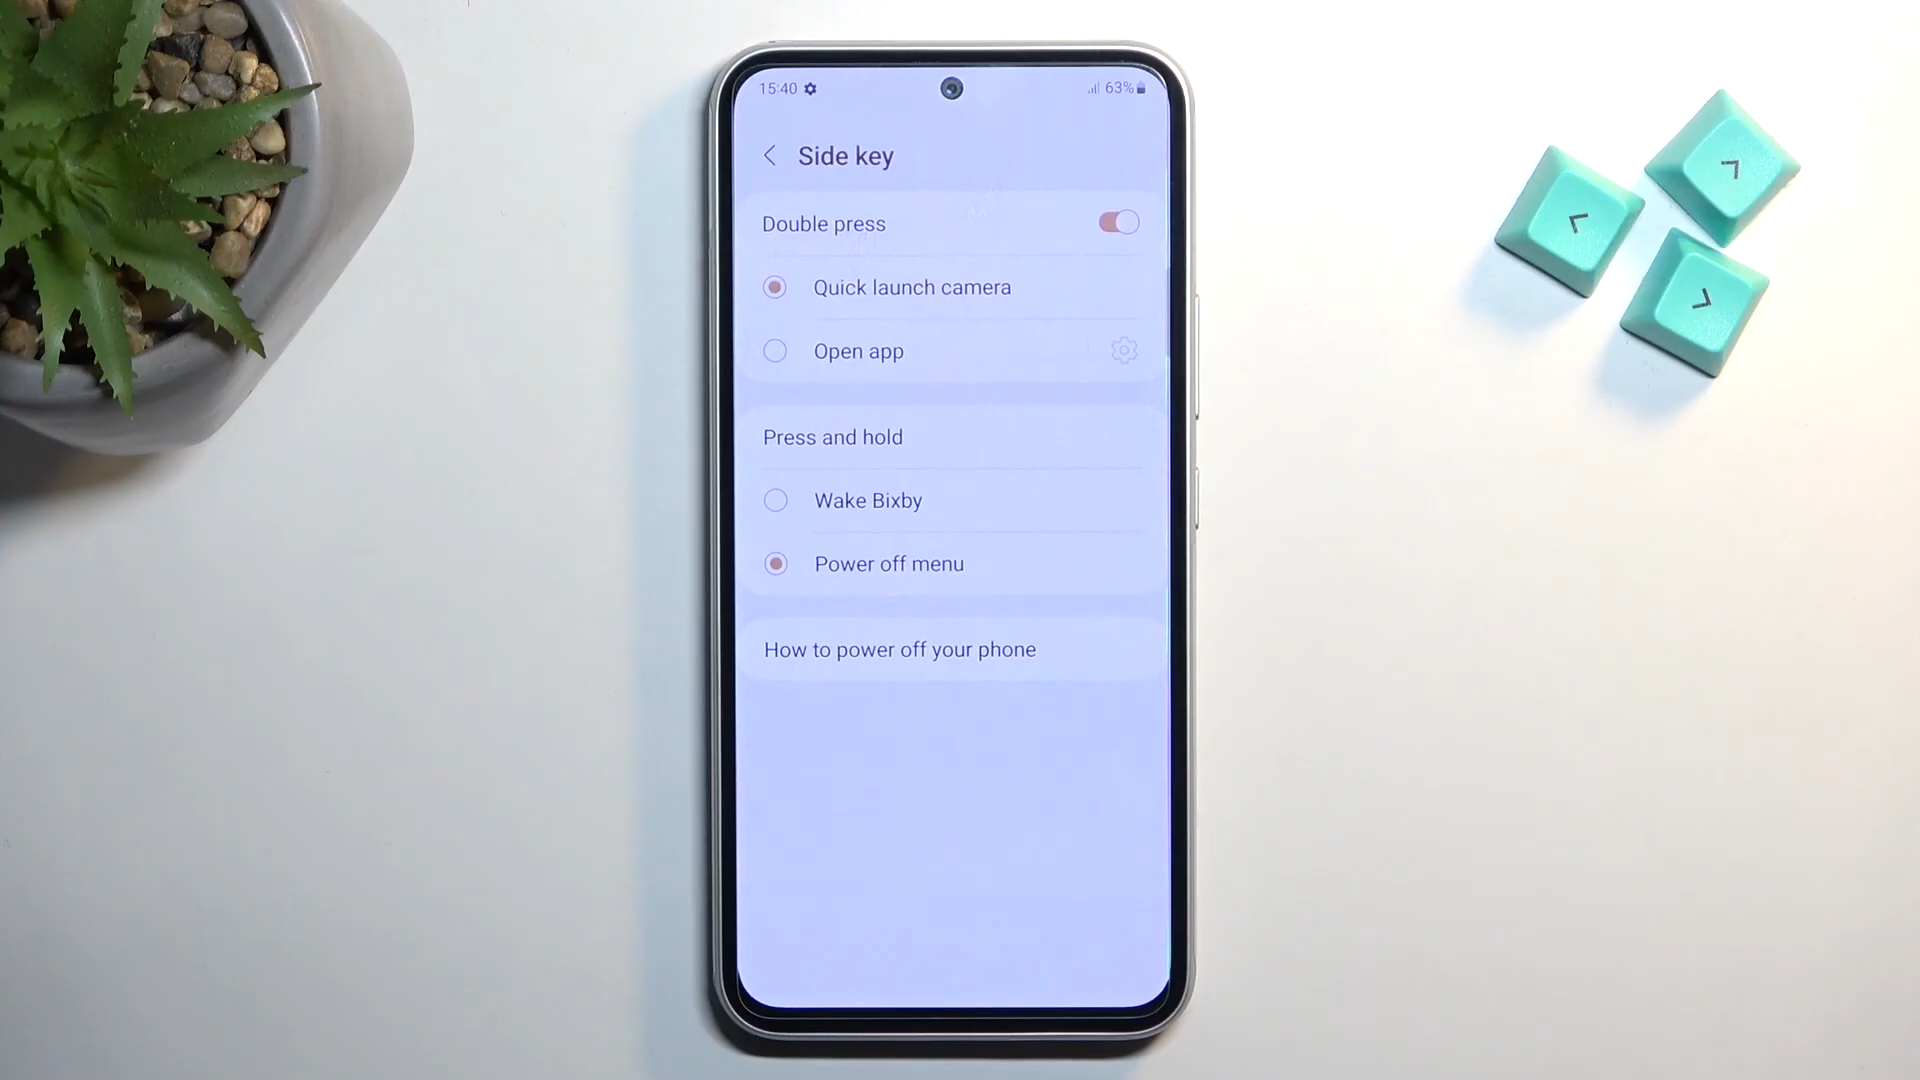 15:40 63%
Side key
Double press
Quick launch camera
Open app
Press and hold
Wake Bixby
Power off menu
How to power off your phone